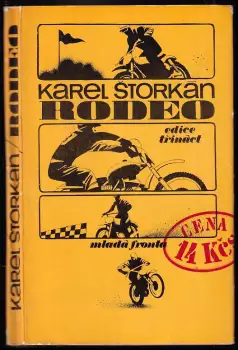 KAREL ŠTORKAN
RODEO
edice
třináct
mladá fronta
CENA
14 Kčs
KAREL ŠTORKAN / RODEO